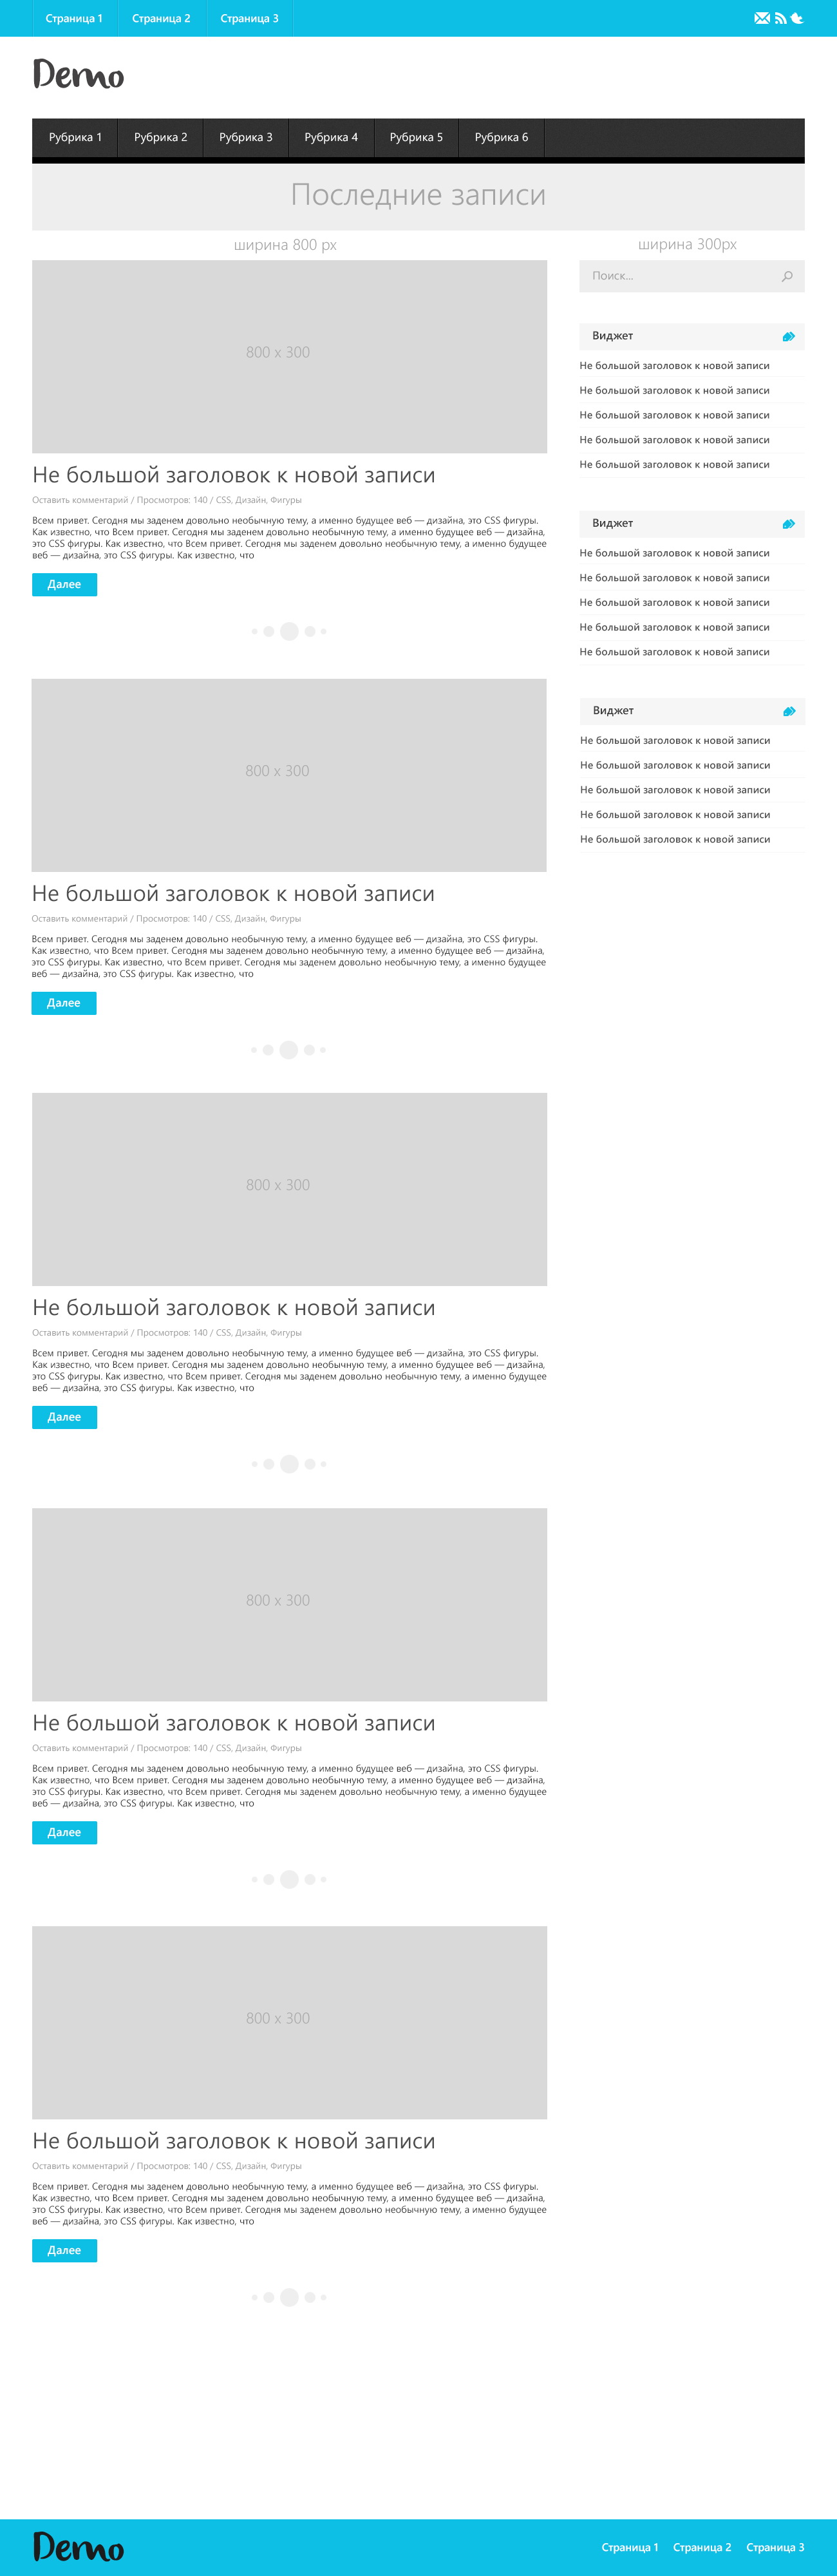 Страница 1 Страница 2 Страница 3
Demo
Рубрика 1 Рубрика 2 Рубрика 3 Рубрика 4 Рубрика 5 Рубрика 6
Последние записи
ширина 800 px
800 x 300
Не большой заголовок к новой записи
Оставить комментарий / Просмотров: 140 / CSS, Дизайн, Фигуры
Всем привет. Сегодня мы заденем довольно необычную тему, а именно будущее веб — дизайна, это CSS фигуры.
Как известно, что Всем привет. Сегодня мы заденем довольно необычную тему, а именно будущее веб — дизайна,
это CSS фигуры. Как известно, что Всем привет. Сегодня мы заденем довольно необычную тему, а именно будущее
веб — дизайна, это CSS фигуры. Как известно, что
Далее
800 x 300
Не большой заголовок к новой записи
Оставить комментарий / Просмотров: 140 / CSS, Дизайн, Фигуры
Всем привет. Сегодня мы заденем довольно необычную тему, а именно будущее веб — дизайна, это CSS фигуры.
Как известно, что Всем привет. Сегодня мы заденем довольно необычную тему, а именно будущее веб — дизайна,
это CSS фигуры. Как известно, что Всем привет. Сегодня мы заденем довольно необычную тему, а именно будущее
веб — дизайна, это CSS фигуры. Как известно, что
Далее
800 x 300
Не большой заголовок к новой записи
Оставить комментарий / Просмотров: 140 / CSS, Дизайн, Фигуры
Всем привет. Сегодня мы заденем довольно необычную тему, а именно будущее веб — дизайна, это CSS фигуры.
Как известно, что Всем привет. Сегодня мы заденем довольно необычную тему, а именно будущее веб — дизайна,
это CSS фигуры. Как известно, что Всем привет. Сегодня мы заденем довольно необычную тему, а именно будущее
веб — дизайна, это CSS фигуры. Как известно, что
Далее
800 x 300
Не большой заголовок к новой записи
Оставить комментарий / Просмотров: 140 / CSS, Дизайн, Фигуры
Всем привет. Сегодня мы заденем довольно необычную тему, а именно будущее веб — дизайна, это CSS фигуры.
Как известно, что Всем привет. Сегодня мы заденем довольно необычную тему, а именно будущее веб — дизайна,
это CSS фигуры. Как известно, что Всем привет. Сегодня мы заденем довольно необычную тему, а именно будущее
веб — дизайна, это CSS фигуры. Как известно, что
Далее
800 x 300
Не большой заголовок к новой записи
Оставить комментарий / Просмотров: 140 / CSS, Дизайн, Фигуры
Всем привет. Сегодня мы заденем довольно необычную тему, а именно будущее веб — дизайна, это CSS фигуры.
Как известно, что Всем привет. Сегодня мы заденем довольно необычную тему, а именно будущее веб — дизайна,
это CSS фигуры. Как известно, что Всем привет. Сегодня мы заденем довольно необычную тему, а именно будущее
веб — дизайна, это CSS фигуры. Как известно, что
Далее
ширина 300px
Поиск...
Виджет
Не большой заголовок к новой записи
Не большой заголовок к новой записи
Не большой заголовок к новой записи
Не большой заголовок к новой записи
Не большой заголовок к новой записи
Виджет
Не большой заголовок к новой записи
Не большой заголовок к новой записи
Не большой заголовок к новой записи
Не большой заголовок к новой записи
Не большой заголовок к новой записи
Виджет
Не большой заголовок к новой записи
Не большой заголовок к новой записи
Не большой заголовок к новой записи
Не большой заголовок к новой записи
Не большой заголовок к новой записи
Demo
Страница 1 Страница 2 Страница 3